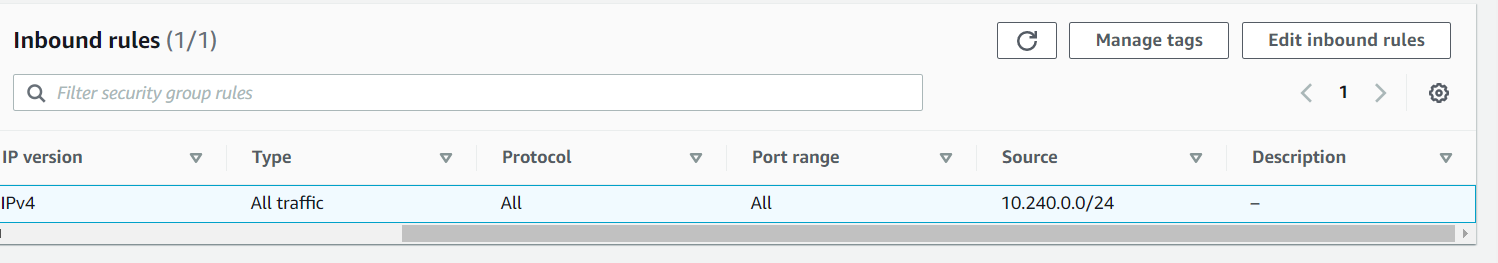 Inbound rules (1/1)
Manage tags
Edit inbound rules
Filter security group rules
1
IP version Type Protocol Port range Source Description
IPv4 All traffic All All 10.240.0.0/24 –